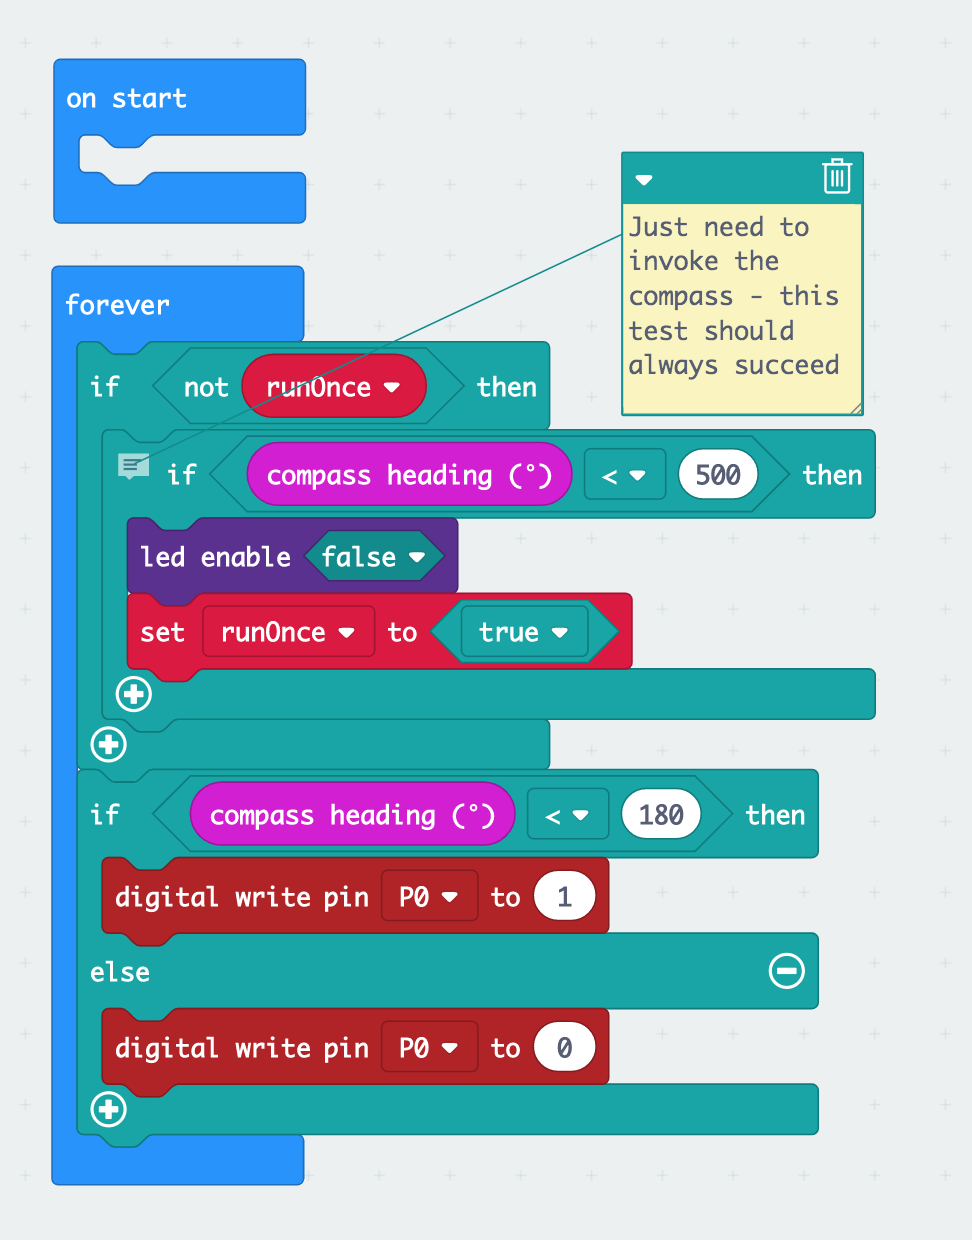 on start
forever
if not runOnce then
Just need to
invoke the
compass - this
test should
always succeed
if compass heading (°) < 500 then
led enable false
set runOnce to true
if compass heading (°) < 180 then
digital write pin P0 to 1
else
digital write pin P0 to 0